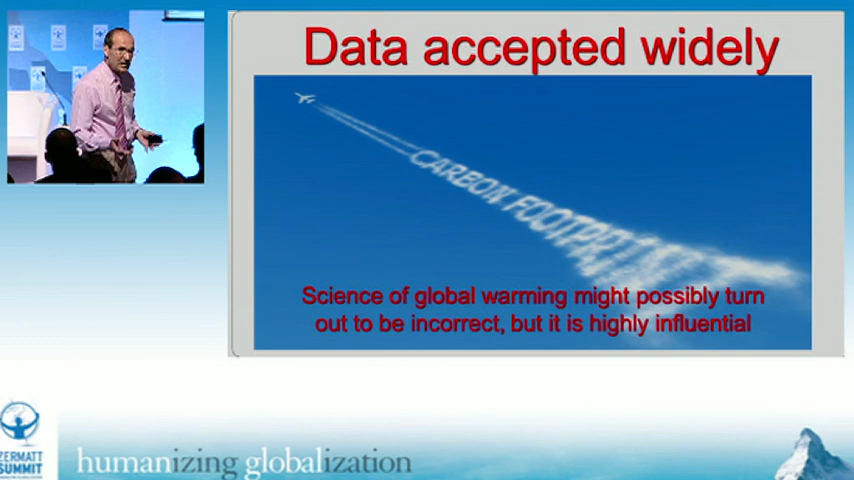 Data accepted widely
CARBON FOOTPRINT
Science of global warming might possibly turn
out to be incorrect, but it is highly influential
ZERMATT
SUMMIT
humanizing globalization